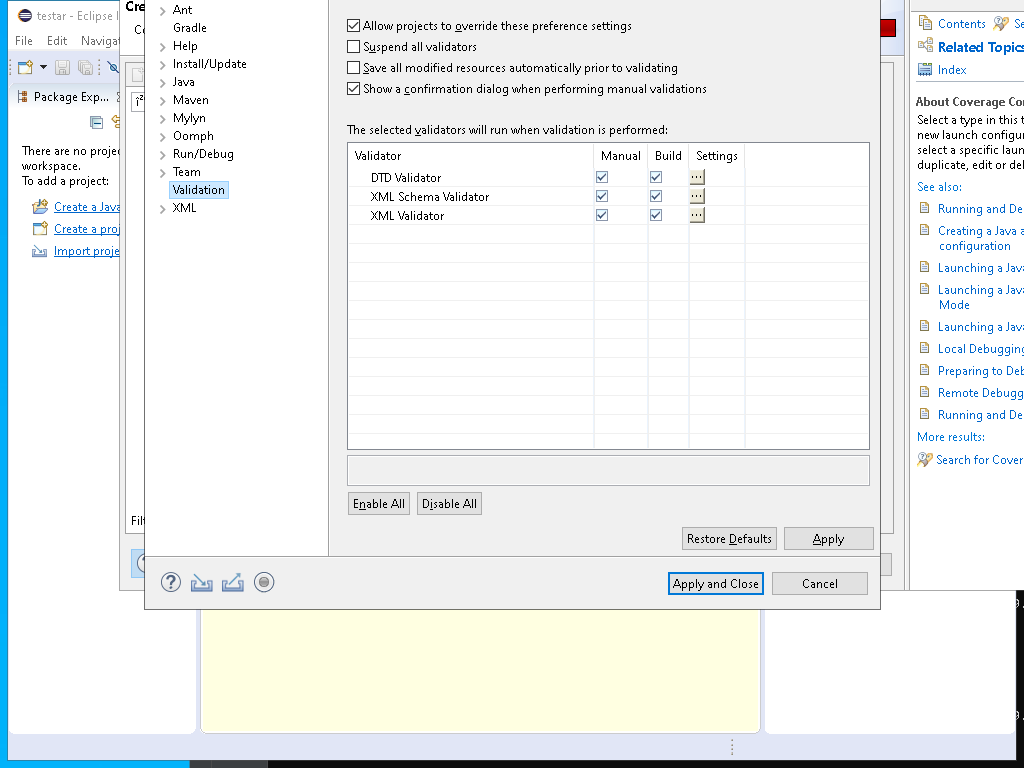 testar - Eclipse I
File Edit Naviga
Package Exp...
There are no proje
workspace.
To add a project:
Create a Java
Create a proj
Import proje
Cre
Filt
Ant
Gradle
Help
Install/Update
Java
Maven
Mylyn
Oomph
Run/Debug
Team
Validation
XML
Allow projects to override these preference settings
Suspend all validators
Save all modified resources automatically prior to validating
Show a confirmation dialog when performing manual validations
The selected validators will run when validation is performed:
Validator Manual Build Settings
DTD Validator ...
XML Schema Validator ...
XML Validator ...
Enable All Disable All
Restore Defaults Apply
Apply and Close Cancel
Contents Se
Related Topics
Index
About Coverage Co
Select a type in this t
new launch configur
select a specific laun
duplicate, edit or del
See also:
Running and De
Creating a Java a
configuration
Launching a Java
Launching a Java
Mode
Launching a Java
Local Debugging
Preparing to Deb
Remote Debugg
Running and De
More results:
Search for Cover